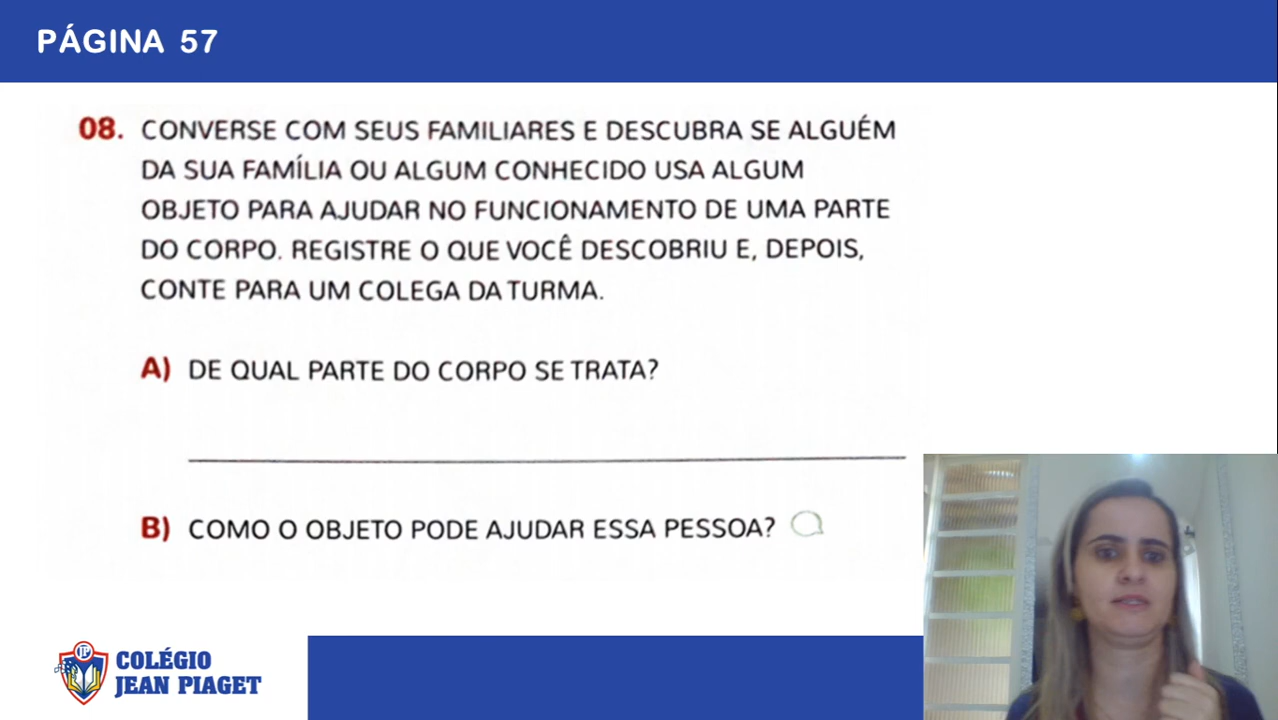 PÁGINA 57
08. CONVERSE COM SEUS FAMILIARES E DESCUBRA SE ALGUÉM
DA SUA FAMÍLIA OU ALGUM CONHECIDO USA ALGUM
OBJETO PARA AJUDAR NO FUNCIONAMENTO DE UMA PARTE
DO CORPO. REGISTRE O QUE VOCÊ DESCOBRIU E, DEPOIS,
CONTE PARA UM COLEGA DA TURMA.
A) DE QUAL PARTE DO CORPO SE TRATA?
B) COMO O OBJETO PODE AJUDAR ESSA PESSOA?
COLÉGIO
JEAN PIAGET